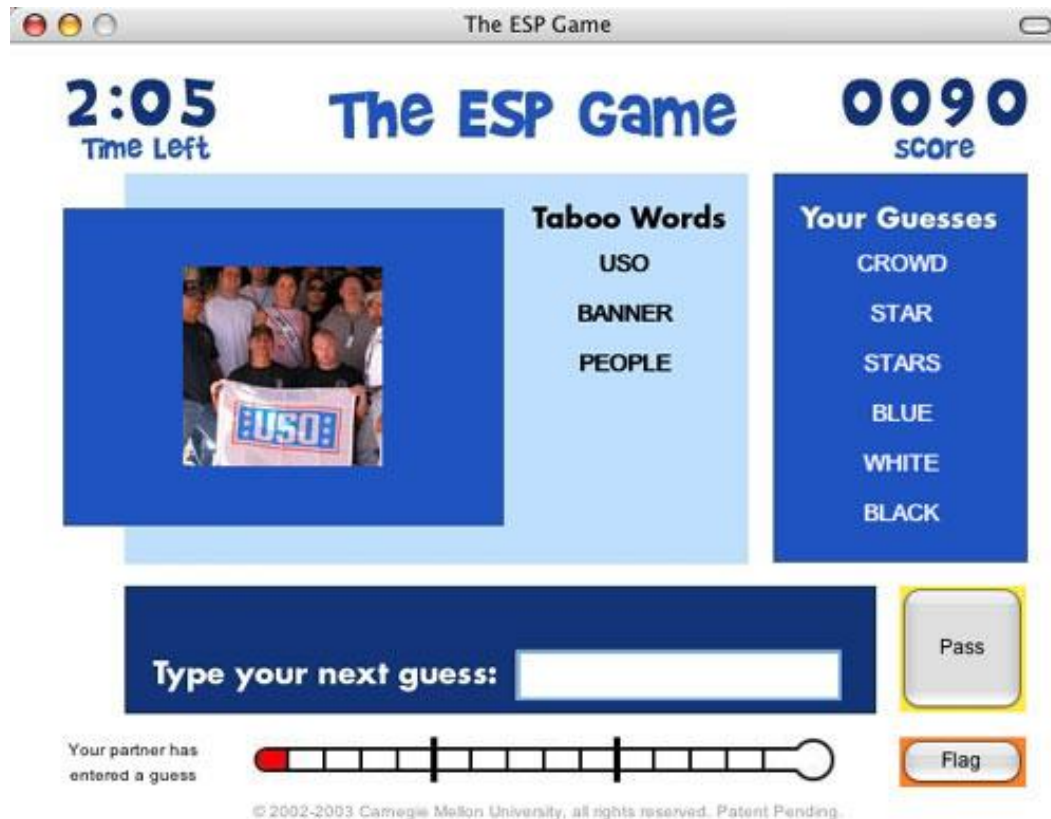 The ESP Game
2:05
Time Left
The ESP Game
0090
score
USO
Taboo Words
USO
BANNER
PEOPLE
Your Guesses
CROWD
STAR
STARS
BLUE
WHITE
BLACK
Type your next guess:
Pass
Your partner has
entered a guess
Flag
© 2002-2003 Carnegie Mellon University, all rights reserved. Patent Pending.